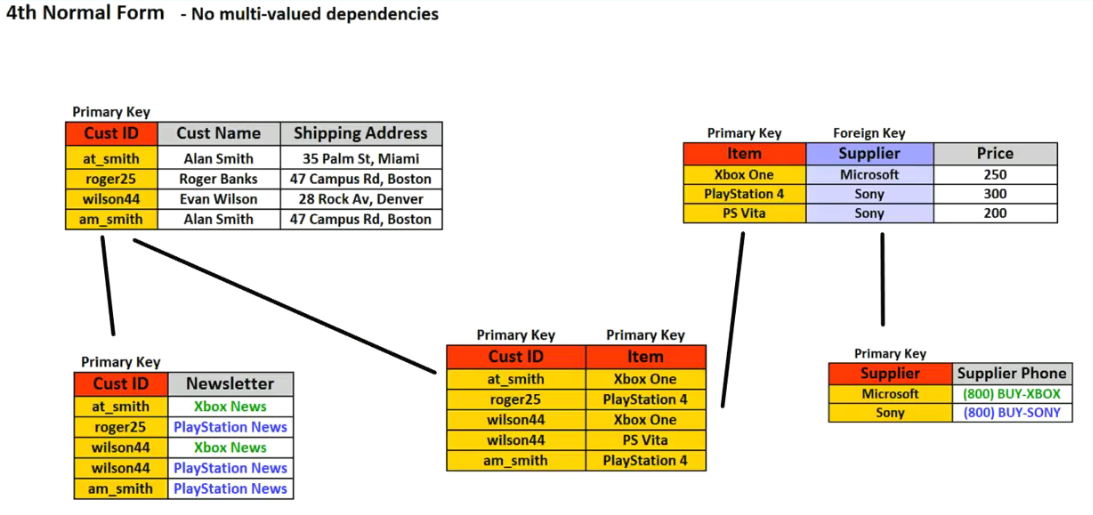 4th Normal Form - No multi-valued dependencies
Primary Key
Cust ID Cust Name Shipping Address
at_smith Alan Smith 35 Palm St, Miami
roger25 Roger Banks 47 Campus Rd, Boston
wilson44 Evan Wilson 28 Rock Av, Denver
am_smith Alan Smith 47 Campus Rd, Boston
Primary Key Foreign Key
Item Supplier Price
Xbox One Microsoft 250
PlayStation 4 Sony 300
PS Vita Sony 200
Primary Key
Cust ID Newsletter
at_smith Xbox News
roger25 PlayStation News
wilson44 Xbox News
wilson44 PlayStation News
am_smith PlayStation News
Primary Key Primary Key
Cust ID Item
at_smith Xbox One
roger25 PlayStation 4
wilson44 Xbox One
wilson44 PS Vita
am_smith PlayStation 4
Primary Key
Supplier Supplier Phone
Microsoft (800) BUY-XBOX
Sony (800) BUY-SONY